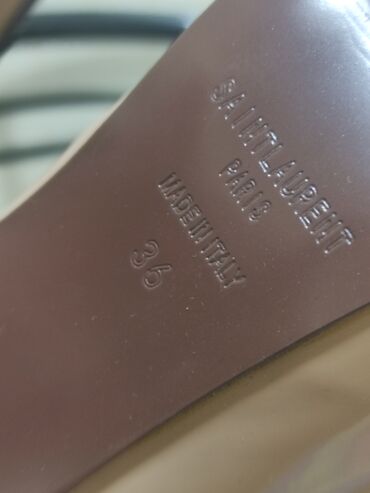 SAINT LAURENT
PARIS
MADE IN ITALY
36